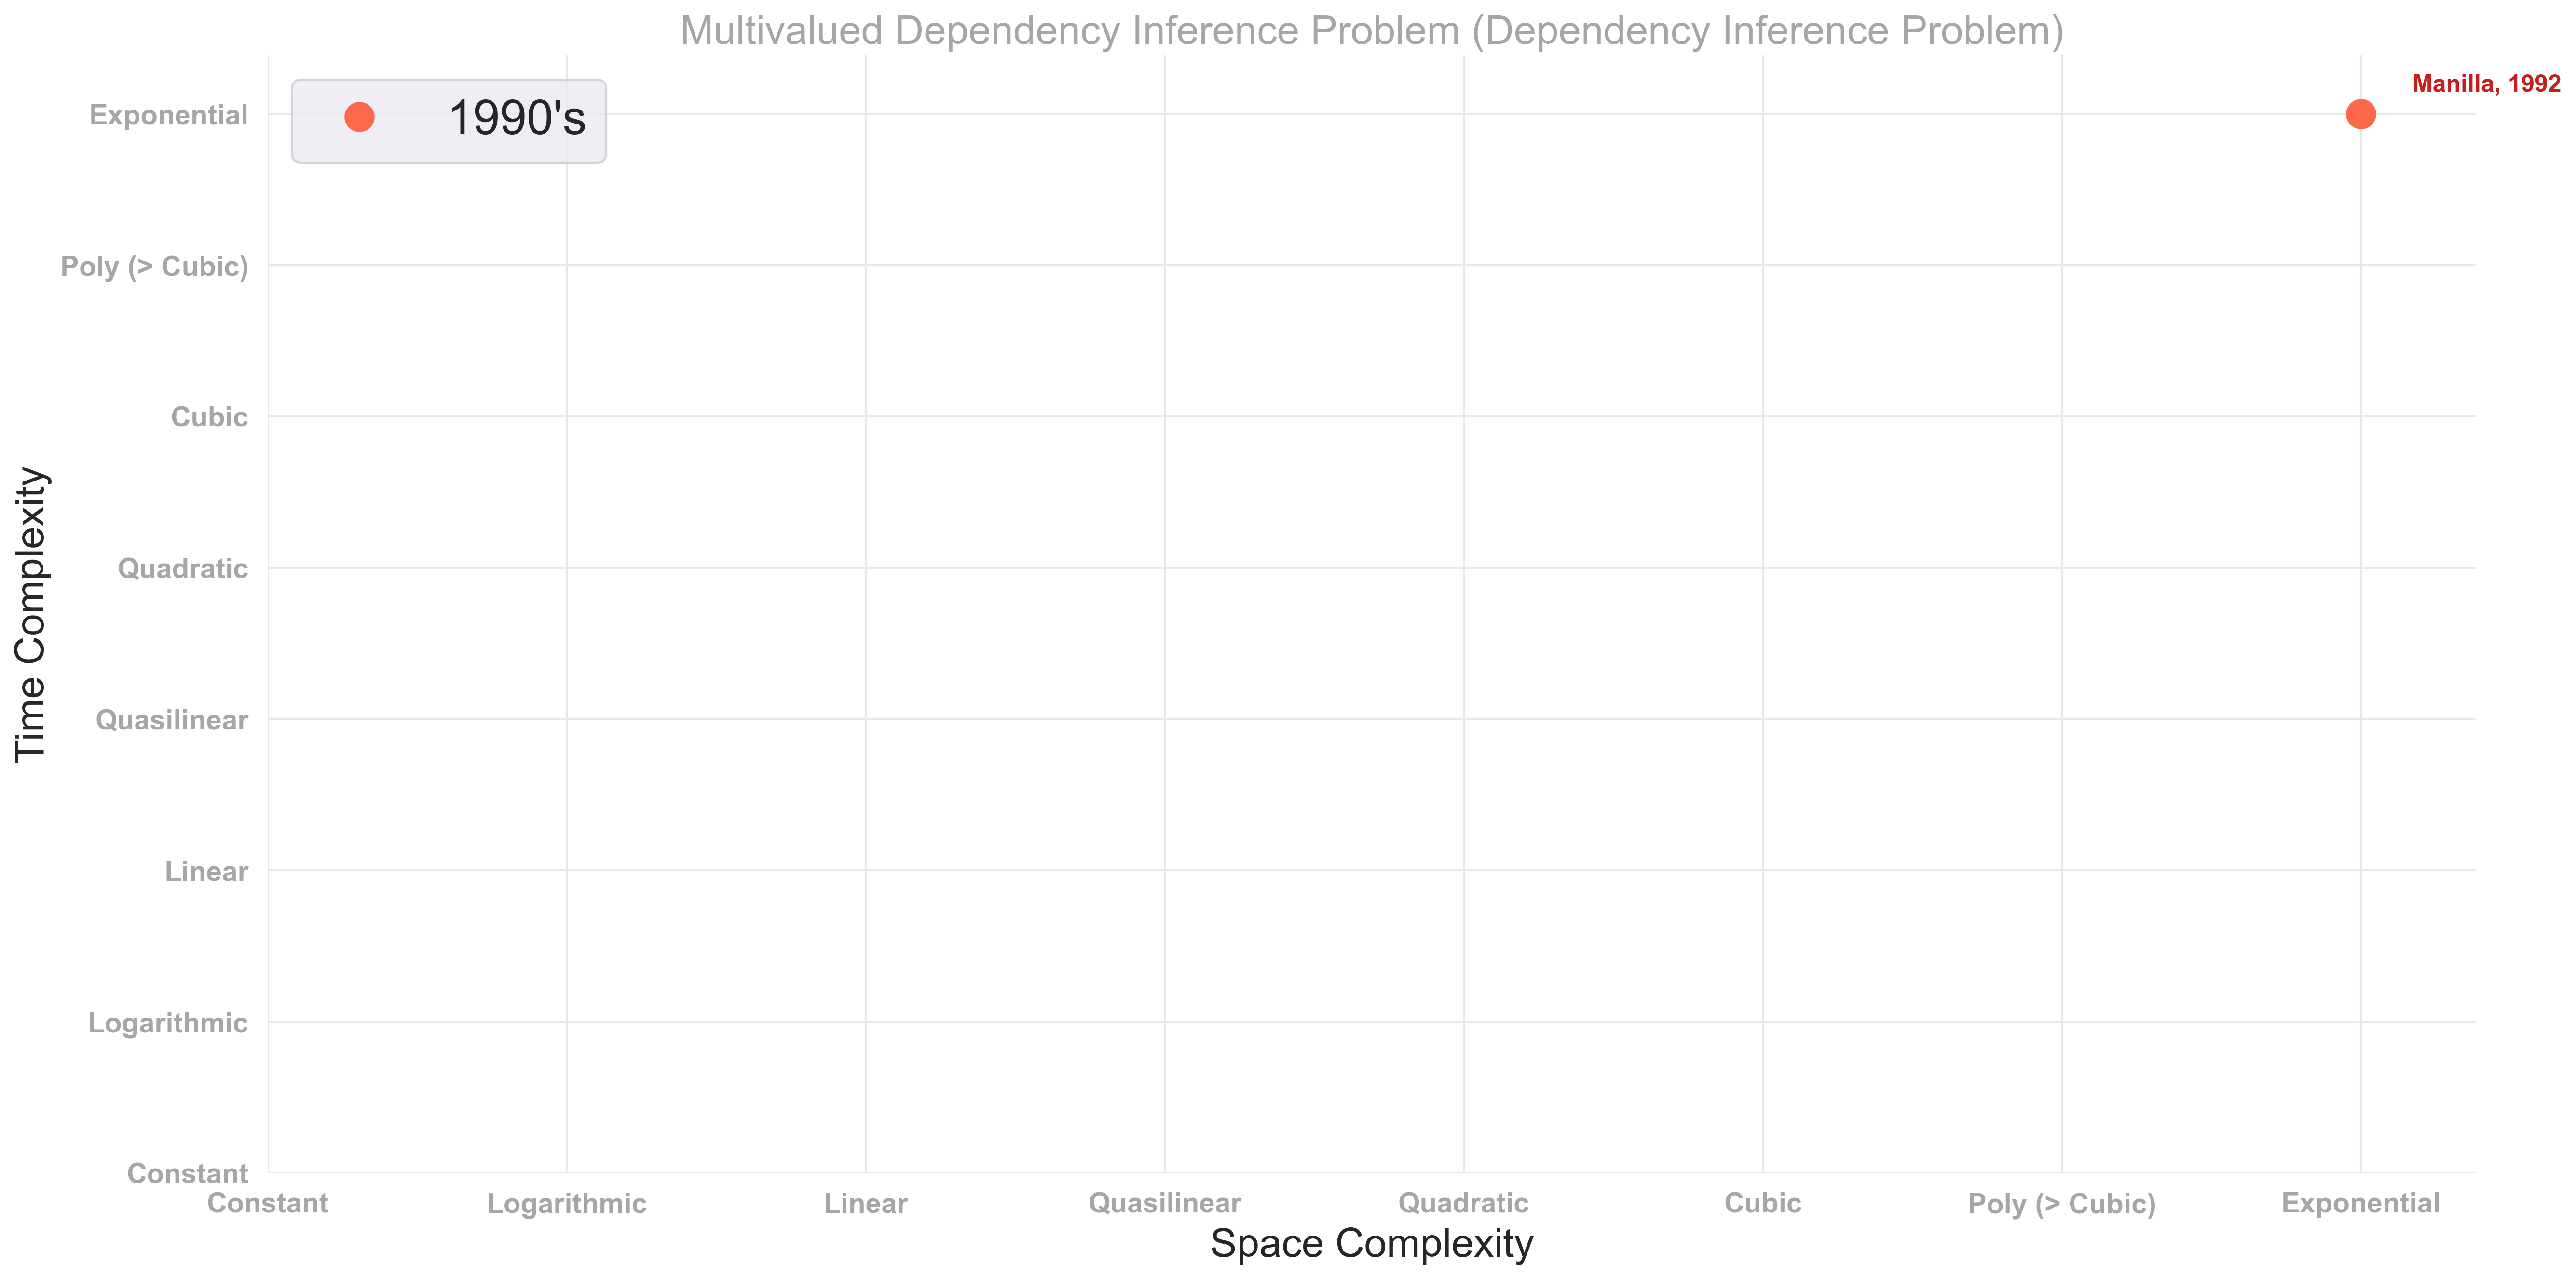 Multivalued Dependency Inference Problem (Dependency Inference Problem)
1990's
Manilla, 1992
Time Complexity
Exponential
Poly (> Cubic)
Cubic
Quadratic
Quasilinear
Linear
Logarithmic
Constant
Constant
Logarithmic
Linear
Quasilinear
Quadratic
Cubic
Poly (> Cubic)
Exponential
Space Complexity